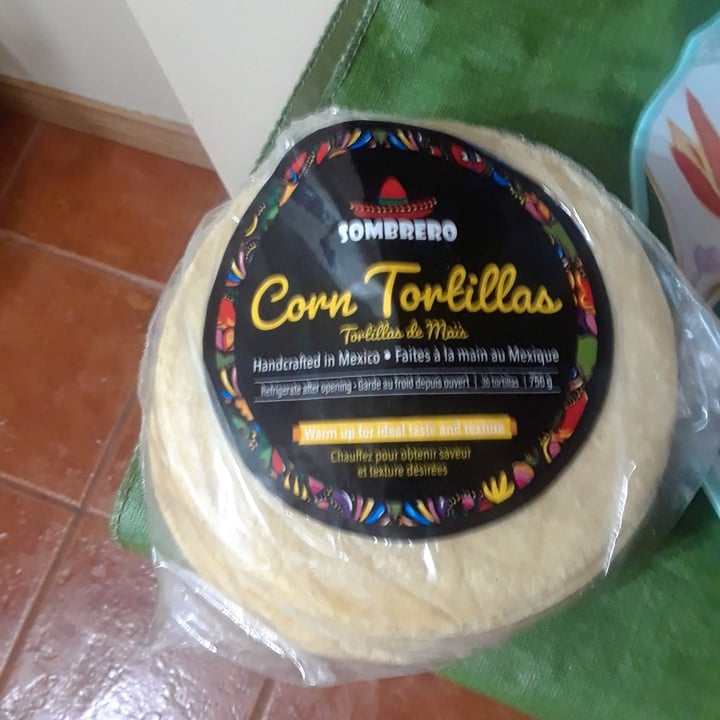 SOMBRERO
Corn Tortillas
Tortillas de Maïs
Handcrafted in Mexico • Faites à la main au Mexique
Refrigerate after opening - Garde au froid depuis ouvert | 36 tortillas | 750 g
Warm up for ideal taste and texture
Chauffez pour obtenir saveur
et texture désirées